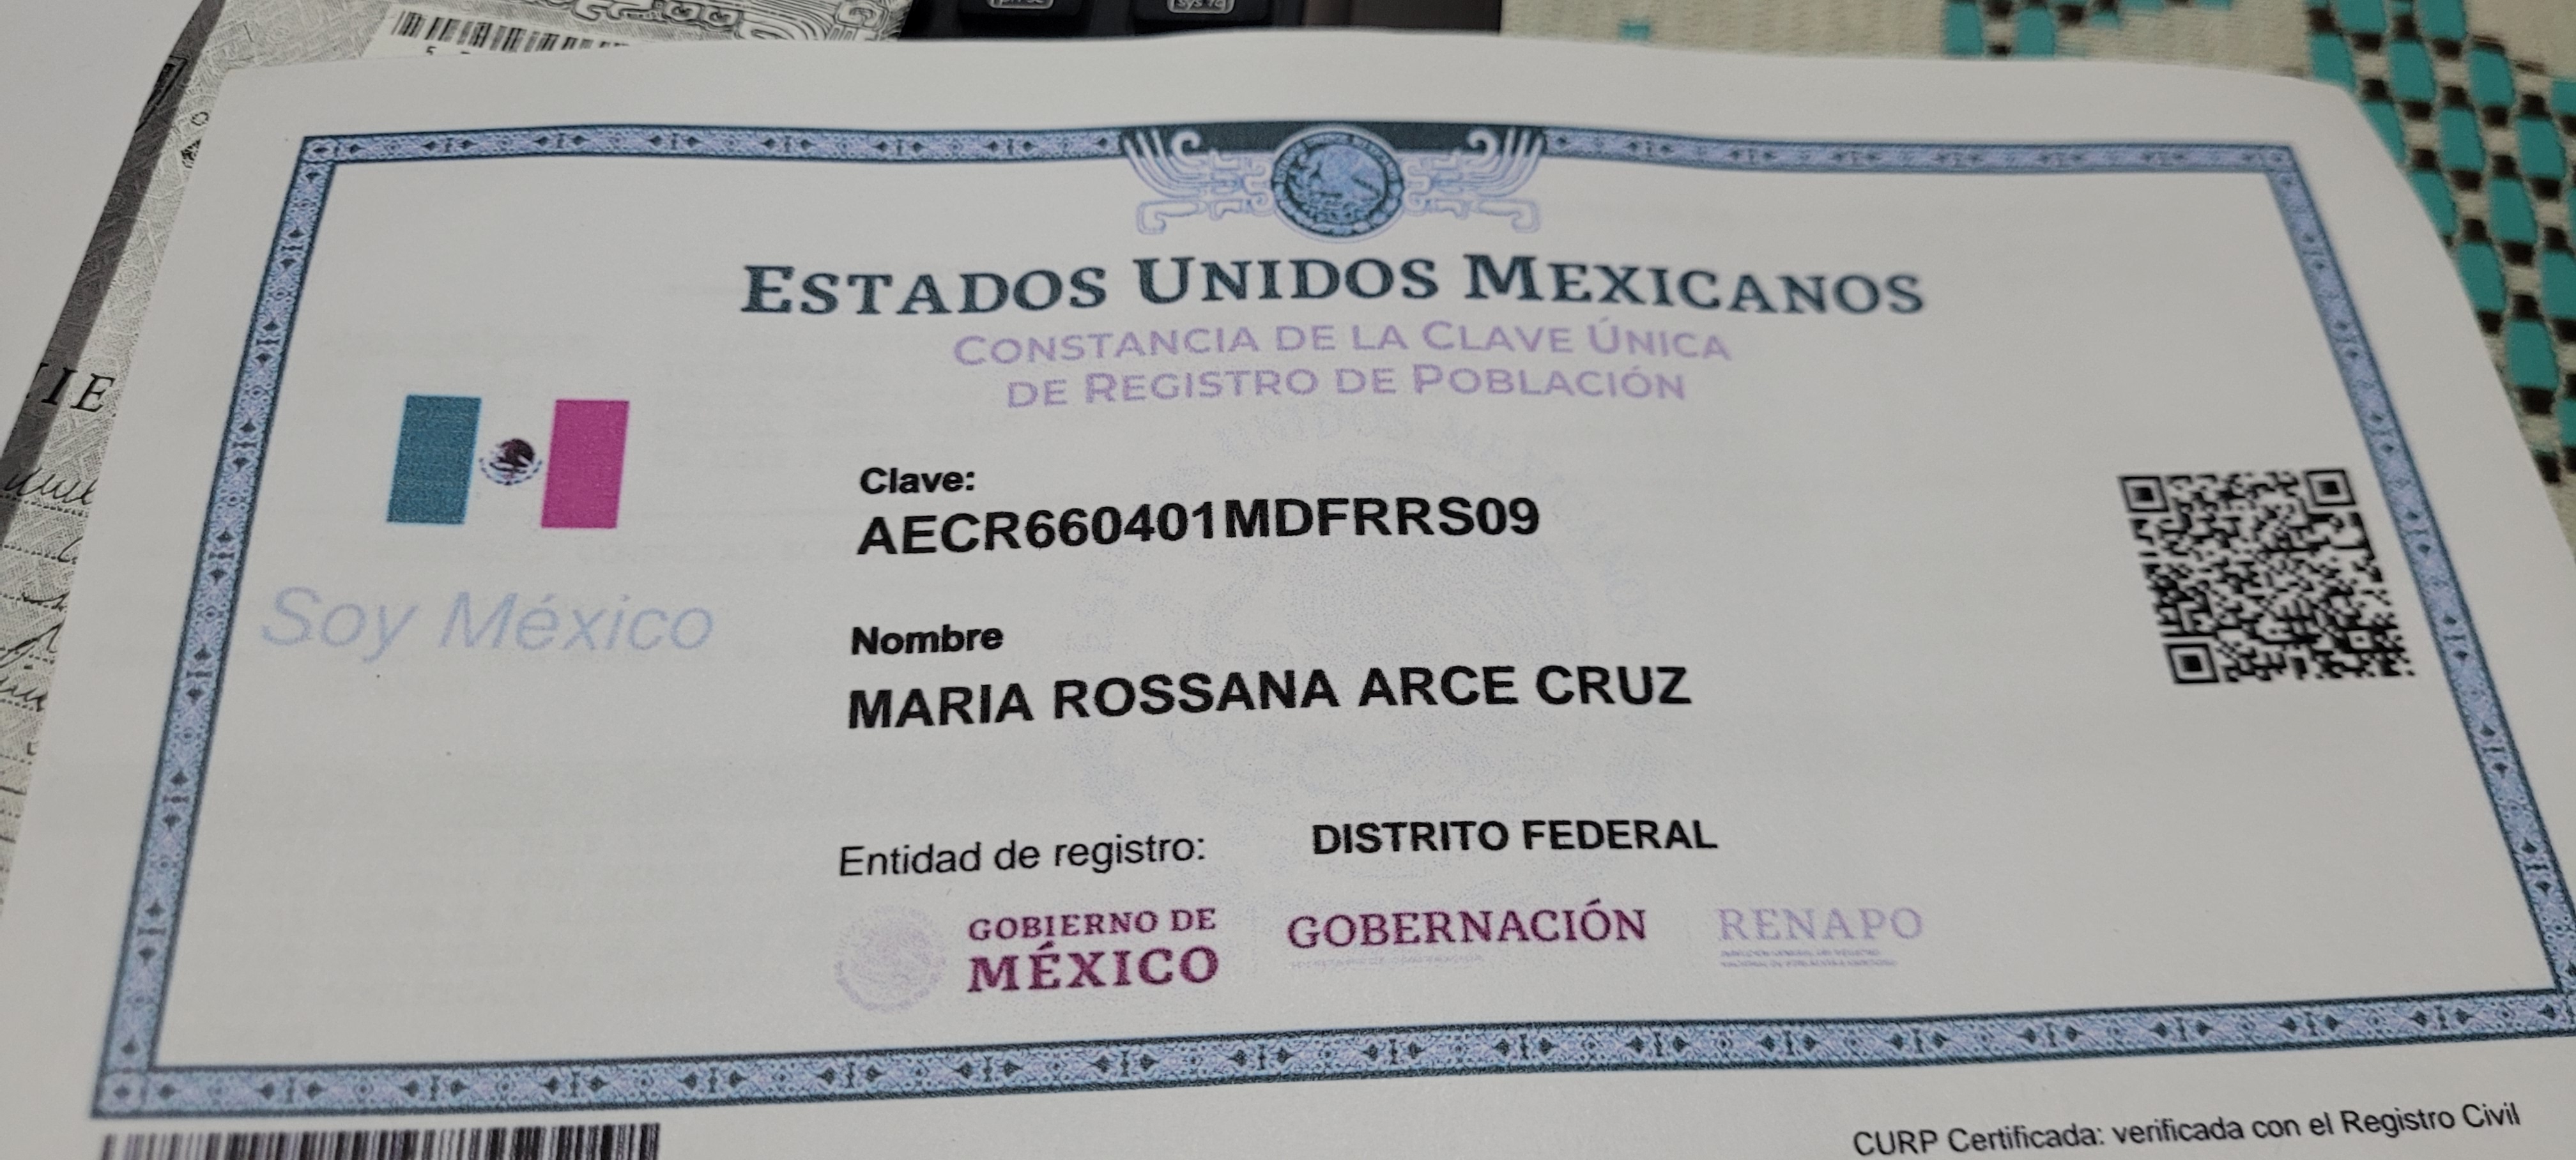 ESTADOS UNIDOS MEXICANOS
CONSTANCIA DE LA CLAVE ÚNICA
DE REGISTRO DE POBLACIÓN
Soy México
Clave:
AECR660401MDFRRS09
Nombre
MARIA ROSSANA ARCE CRUZ
Entidad de registro: DISTRITO FEDERAL
GOBIERNO DE
MÉXICO
GOBERNACIÓN
RENAPO
CURP Certificada: verificada con el Registro Civil